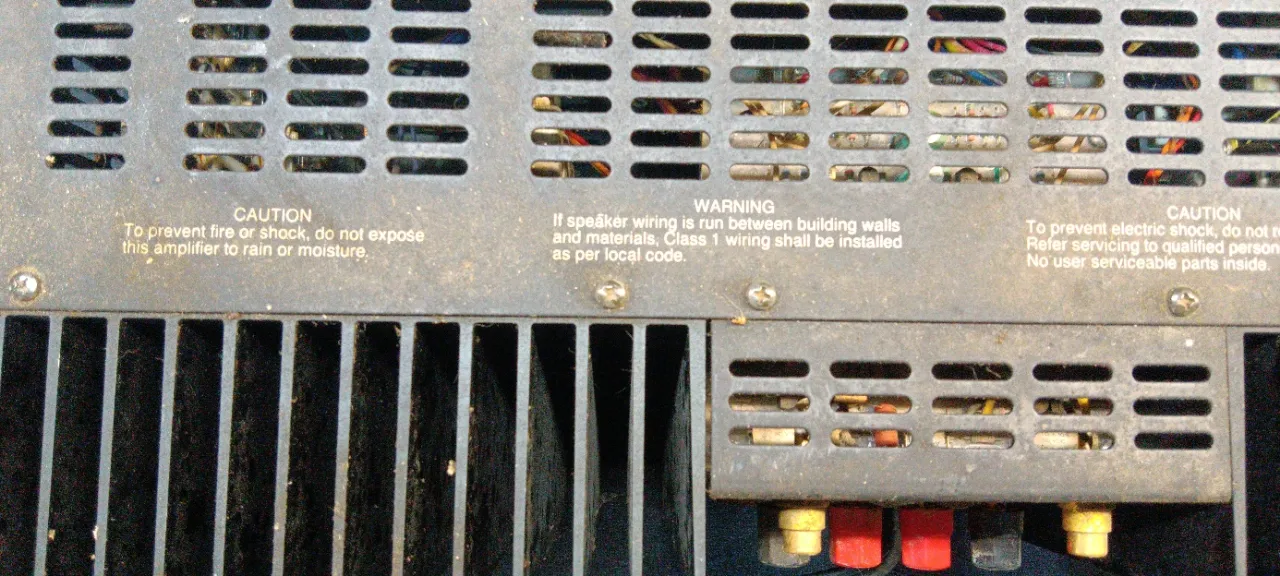 CAUTION
To prevent fire or shock, do not expose
this amplifier to rain or moisture.
WARNING
If speaker wiring is run between building walls
and materials, Class 1 wiring shall be installed
as per local code.
CAUTION
To prevent electric shock, do not
Refer servicing to qualified
No user serviceable parts inside.